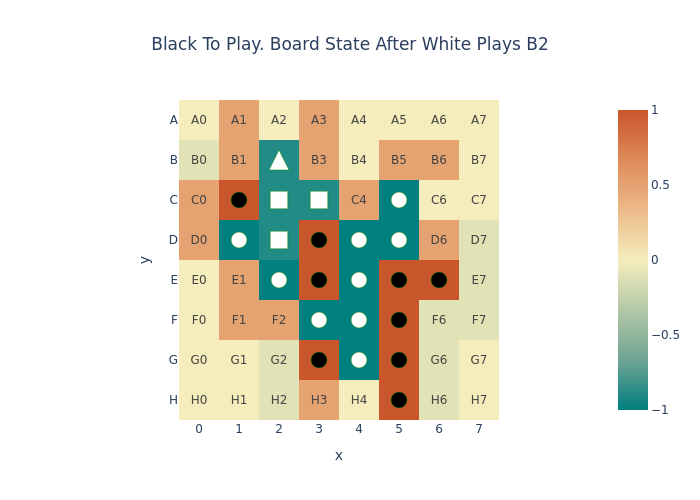 Black To Play. Board State After White Plays B2
A A0 A1 A2 A3 A4 A5 A6 A7
B B0 B1 B3 B4 B5 B6 B7
C C0 C4 C6 C7
D D0 D6 D7
E E0 E1 E7
F F0 F1 F2 F6 F7
G G0 G1 G2 G6 G7
H H0 H1 H2 H3 H4 H6 H7
0 1 2 3 4 5 6 7
x
y
1
0.5
0
−0.5
−1